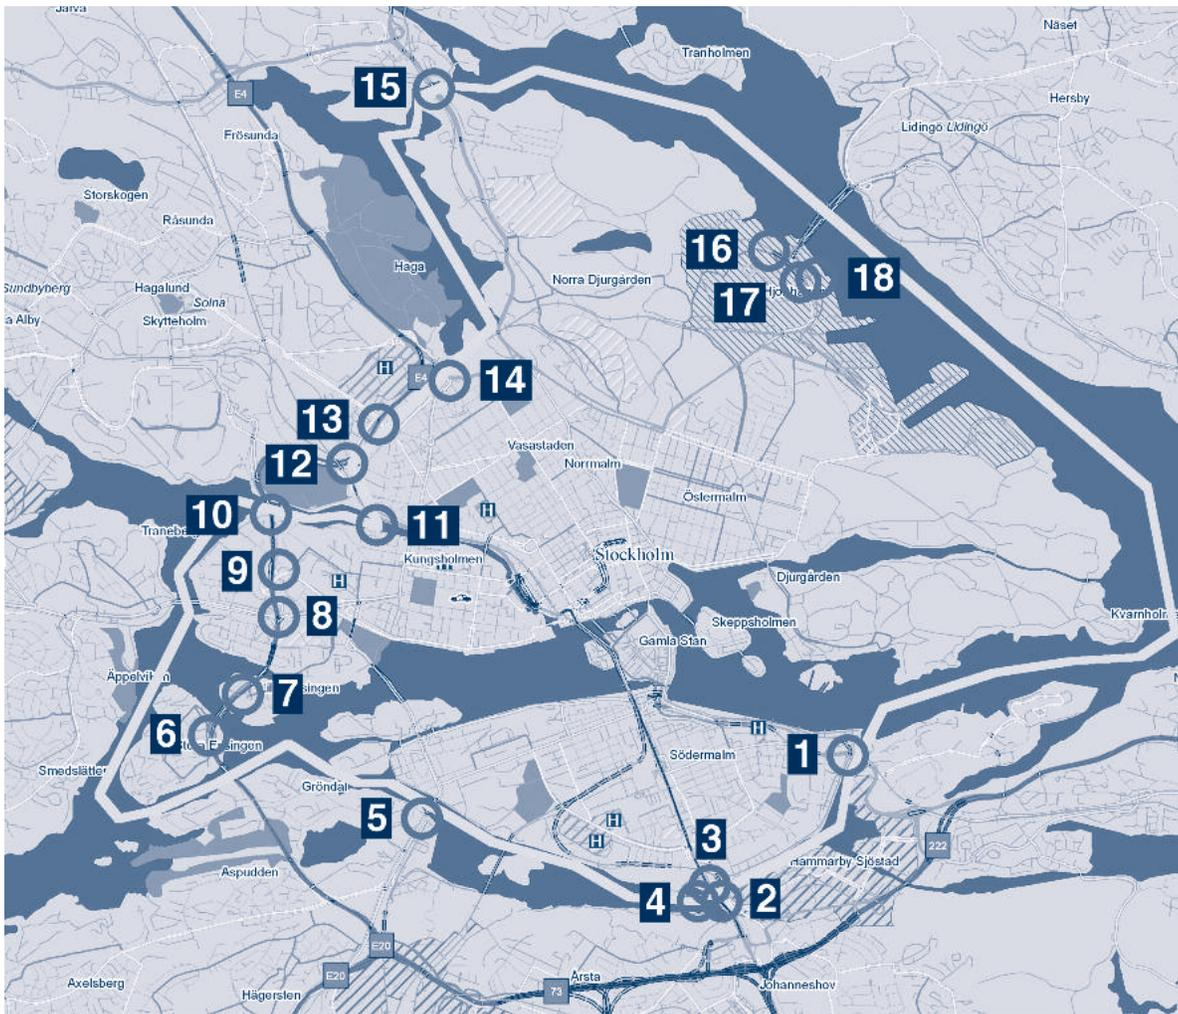 Järva
Näset
Tranholmen
15
E4
Hersby
Frösunda
Lidingö Lidingö
Storskogen
Råsunda
16
Haga
Norra Djurgården
18
Hagalund
Sundbyberg
Solna
17
a Alby
Skytteholm
H
E4
14
13
Vasastaden
12
Norrmalm
Östermalm
10
H
11
Traneberg
Stockholm
Kungsholmen
9
H
Djurgården
8
Skeppsholmen
Kvarnholm
Gamla Stan
Äppelviken
7
6
H
Södermalm
1
Smedslätten
Gröndal
5
H
3
H
222
Hammarby Sjöstad
Aspudden
4
2
E20
E20
Årsta
Axelsberg
73
Johanneshov
Hägersten